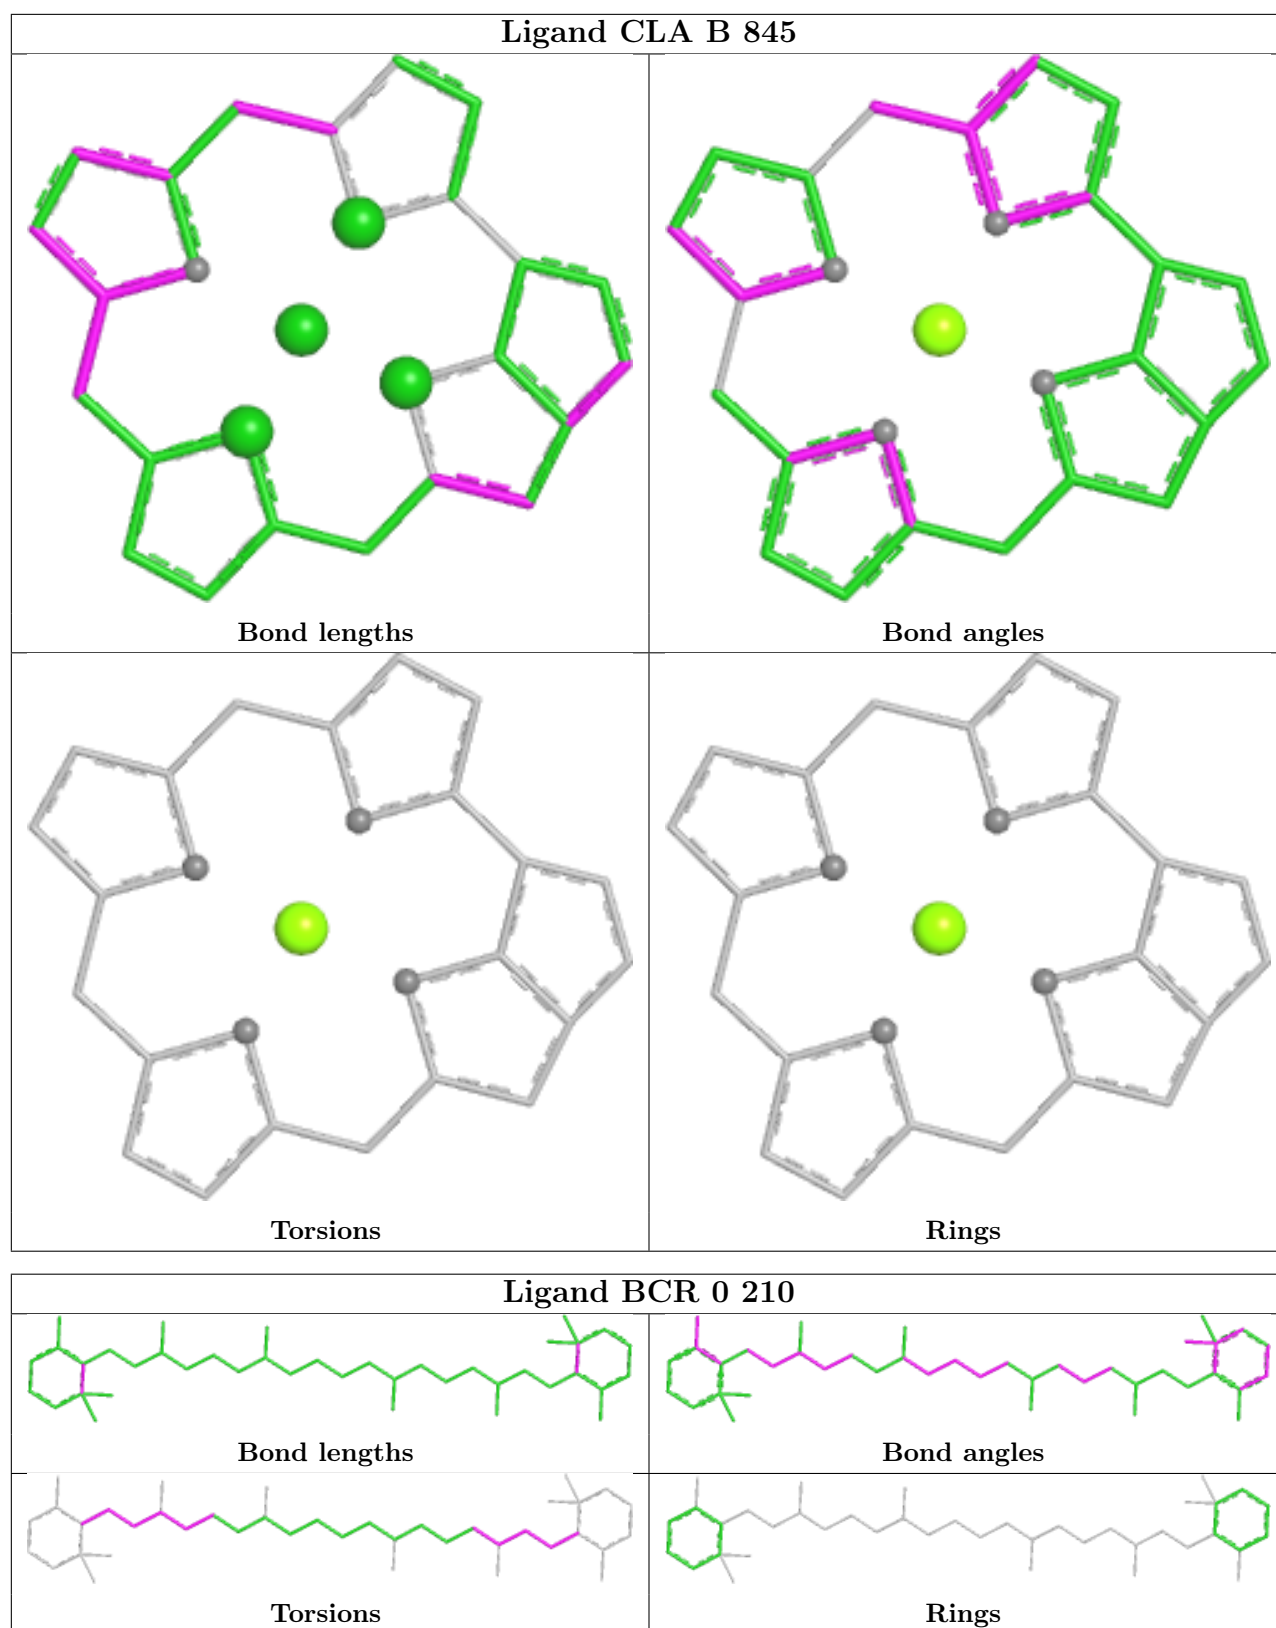 Ligand CLA B 845
Bond lengths
Bond angles
Torsions
Rings
Ligand BCR 0 210
Bond lengths
Bond angles
Torsions
Rings